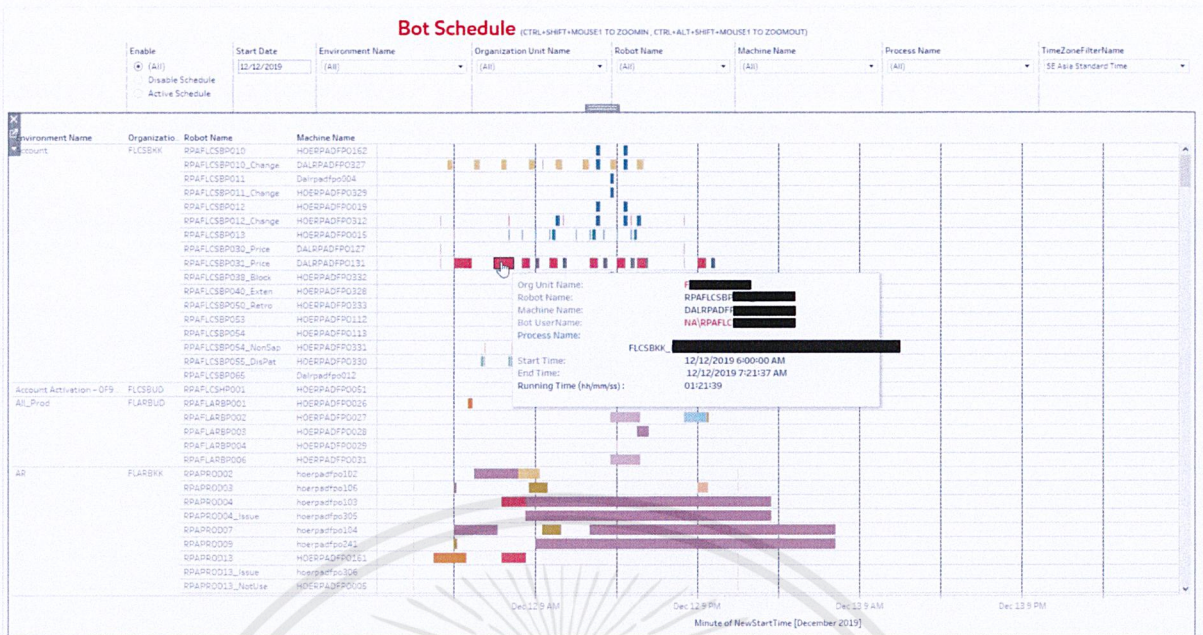 Bot Schedule (CTRL+SHIFT+MOUSE1 TO ZOOMIN , CTRL+ALT+SHIFT+MOUSE1 TO ZOOMOUT)
Enable Start Date Environment Name Organization Unit Name Robot Name Machine Name Process Name TimeZoneFilterName
(All) 12/12/2019 (All) (All) (All) (All) (All) SE Asia Standard Time
Disable Schedule
Active Schedule
Environment Name Organizatio.. Robot Name Machine Name
Account FLCSBKK RPAFLCSBP010 HOERPADFP0162
RPAFLCSBP010_Change DALRPADFP0327
RPAFLCSBP011 Dalrpadfpo004
RPAFLCSBP011_Change HOERPADFP0329
RPAFLCSBP012 HOERPADFP0019
RPAFLCSBP012_Change HOERPADFP0312
RPAFLCSBP013 HOERPADFP0015
RPAFLCSBP030_Price DALRPADFP0127
RPAFLCSBP031_Price DALRPADFP0131
RPAFLCSBP038_Block HOERPADFP0332
RPAFLCSBP040_Exten HOERPADFP0328
RPAFLCSBP050_Retro HOERPADFP0333
RPAFLCSBP053 HOERPADFP0112
RPAFLCSBP054 HOERPADFP0113
RPAFLCSBP054_NonSap HOERPADFP0331
RPAFLCSBP055_DisPat HOERPADFP0330
RPAFLCSBP065 Dalrpadfpo012
Org Unit Name: F
Robot Name: RPAFLCSBP
Machine Name: DALRPADFP
Bot UserName: NA\RPAFLC
Process Name:
FLCSBKK_
Start Time: 12/12/2019 6:00:00 AM
End Time: 12/12/2019 7:21:37 AM
Running Time (hh/mm/ss) : 01:21:39
Account Activation - OF9.. FLCSBUD RPAFLCSHP001 HOERPADFP0051
All_Prod FLARBUD RPAFLARBP001 HOERPADFP0026
RPAFLARBP002 HOERPADFP0027
RPAFLARBP003 HOERPADFP0028
RPAFLARBP004 HOERPADFP0029
RPAFLARBP006 HOERPADFP0031
AR FLARBKK RPAPROD02 hoerpadfpo102
RPAPROD03 hoerpadfpo106
RPAPROD04 hoerpadfpo103
RPAPROD04_Issue hoerpadfpo305
RPAPROD07 hoerpadfpo104
RPAPROD09 hoerpadfpo241
RPAPROD13 HOERPADFP0161
RPAPROD13_Issue hoerpadfpo306
RPAPROD13_NotUse HOERPADFP0005
Dec 12 9 AM Dec 12 9 PM Dec 13 9 AM Dec 13 9 PM
Minute of NewStartTime [December 2019]